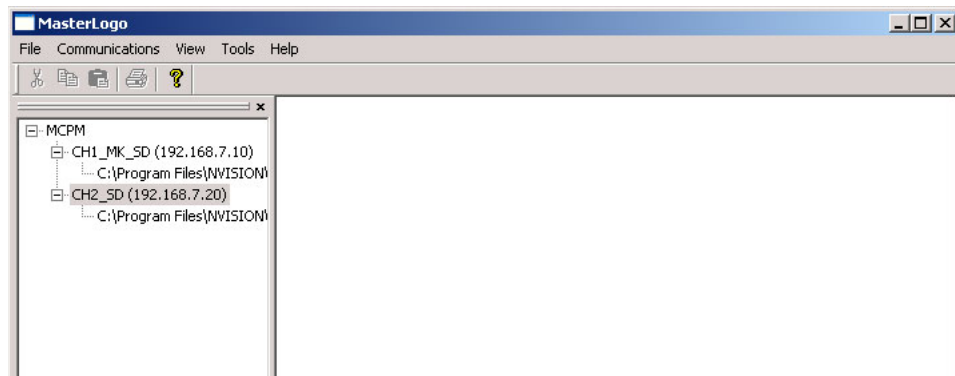 MasterLogo
File Communications View Tools Help
MCPM
CH1_MK_SD (192.168.7.10)
C:\Program Files\NVISION\
CH2_SD (192.168.7.20)
C:\Program Files\NVISION\